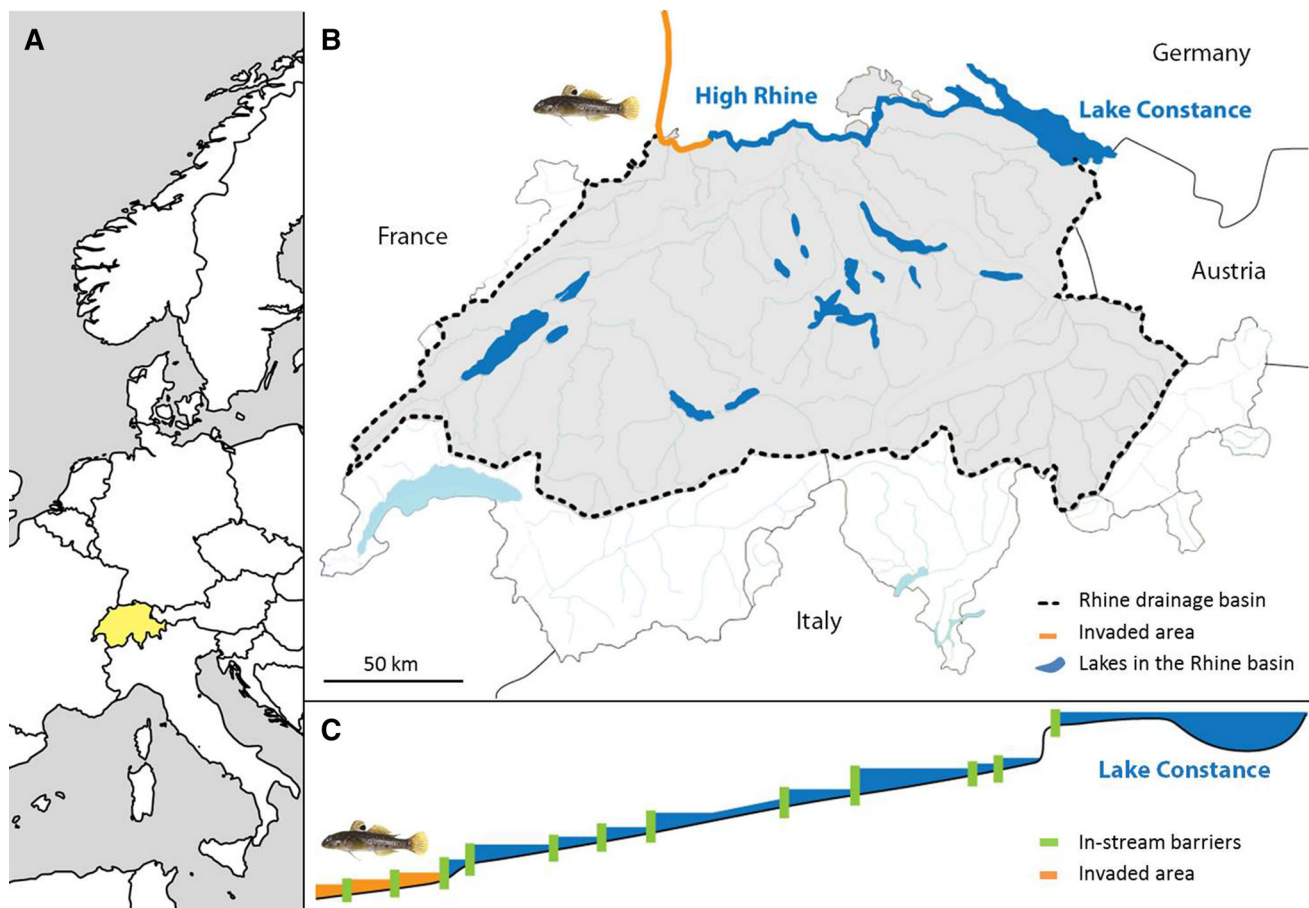 A
B
Germany
High Rhine
Lake Constance
France
Austria
Italy
Rhine drainage basin
Invaded area
Lakes in the Rhine basin
50 km
C
Lake Constance
In-stream barriers
Invaded area